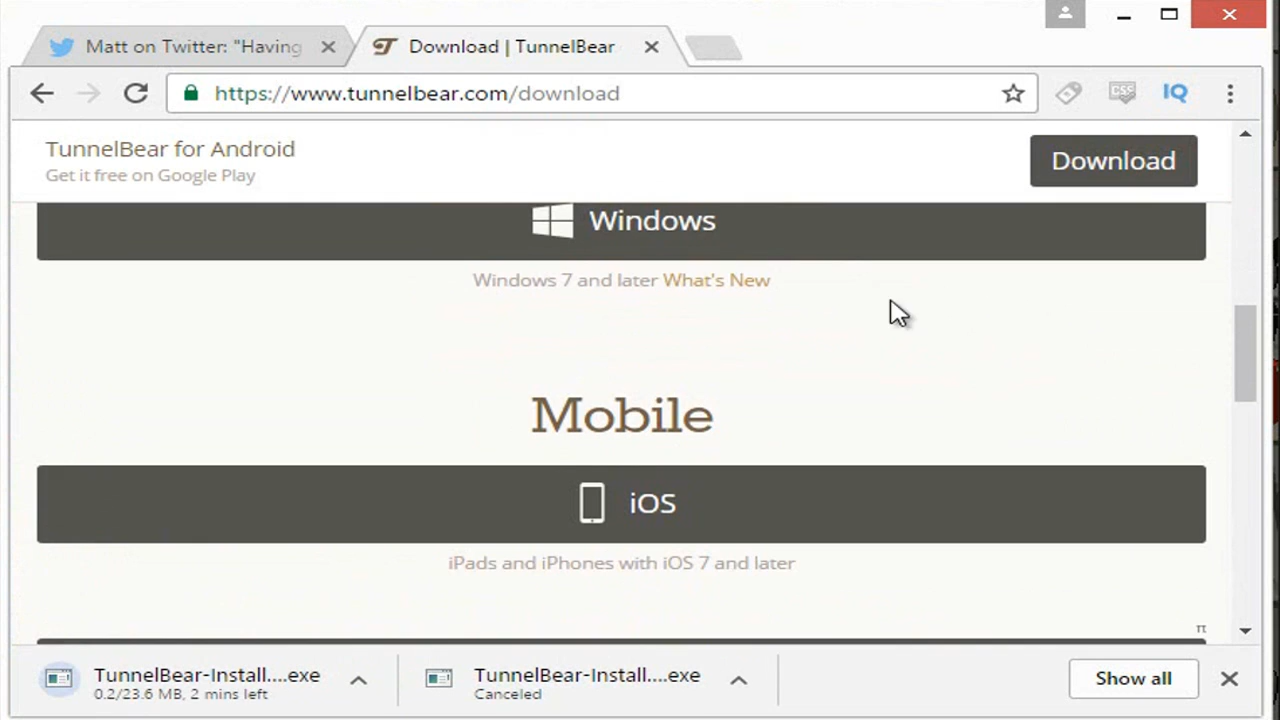 Matt on Twitter: "Having
Download | TunnelBear
https://www.tunnelbear.com/download
CSS
IQ
TunnelBear for Android
Get it free on Google Play
Download
Windows
Windows 7 and later What's New
Mobile
iOS
iPads and iPhones with iOS 7 and later
π
TunnelBear-Install....exe
0.2/23.6 MB, 2 mins left
TunnelBear-Install....exe
Canceled
Show all